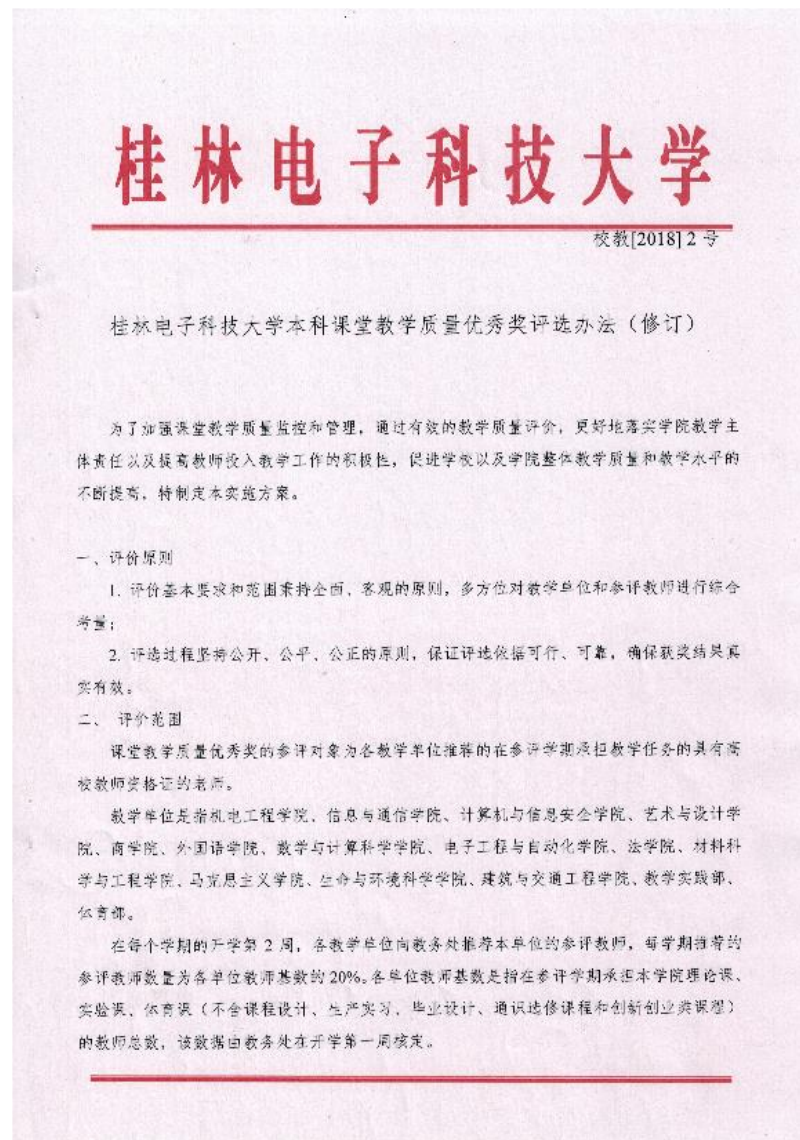 桂林电子科技大学
校教[2018] 2 号
桂林电子科技大学本科课堂教学质量优秀奖评选办法（修订）
为了加强课堂教学质量监控和管理，通过有效的教学质量评价，更好地落实学院教学主
体责任以及提高教师投入教学工作的积极性，促进学校以及学院整体教学质量和教学水平的
不断提高，特制定本实施方案。
一、评价原则
1. 评价基本要求和范围秉持全面、客观的原则，多方位对教学单位和参评教师进行综合
考量；
2. 评选过程坚持公开、公平、公正的原则，保证评选依据可行、可靠，确保获奖结果真
实有效。
二、 评价范围
课堂教学质量优秀奖的参评对象为各教学单位推荐的在参评学期承担教学任务的具有高
校教师资格证的老师。
教学单位是指机电工程学院、信息与通信学院、计算机与信息安全学院、艺术与设计学
院、商学院、外国语学院、数学与计算科学学院、电子工程与自动化学院、法学院、材料科
学与工程学院、马克思主义学院、生命与环境科学学院、建筑与交通工程学院、教学实践部、
体育部。
在每个学期的开学第 2 周，各教学单位向教务处推荐本单位的参评教师，每学期推荐的
参评教师数量为各单位教师基数的 20%。各单位教师基数是指在参评学期承担本学院理论课、
实验课、体育课（不含课程设计、生产实习、毕业设计、通识选修课程和创新创业类课程）
的教师总数，该数据由教务处在开学第一周核定。